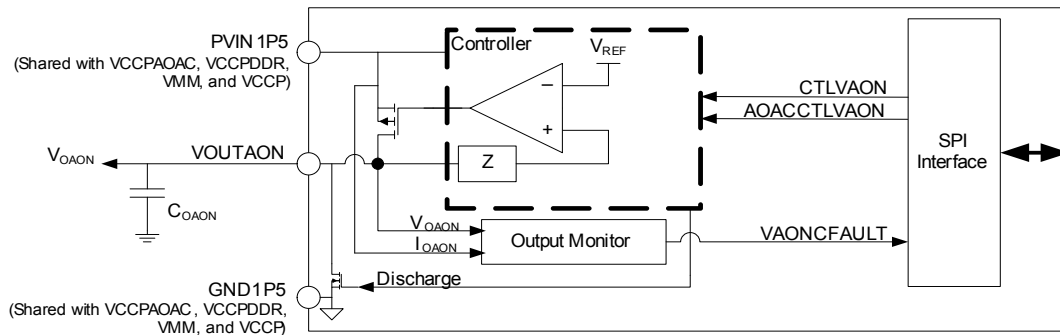 PVIN1P5
(Shared with VCCPAOAC, VCCPDDR,
VMM, and VCCP)
Controller
VREF
−
+
Z
CTLVAON
AOACCTLVAON
SPI
Interface
VOAON
VOUTAON
COAON
VOAON
IOAON
Output Monitor
VAONCFAULT
Discharge
GND1P5
(Shared with VCCPAOAC, VCCPDDR,
VMM, and VCCP)